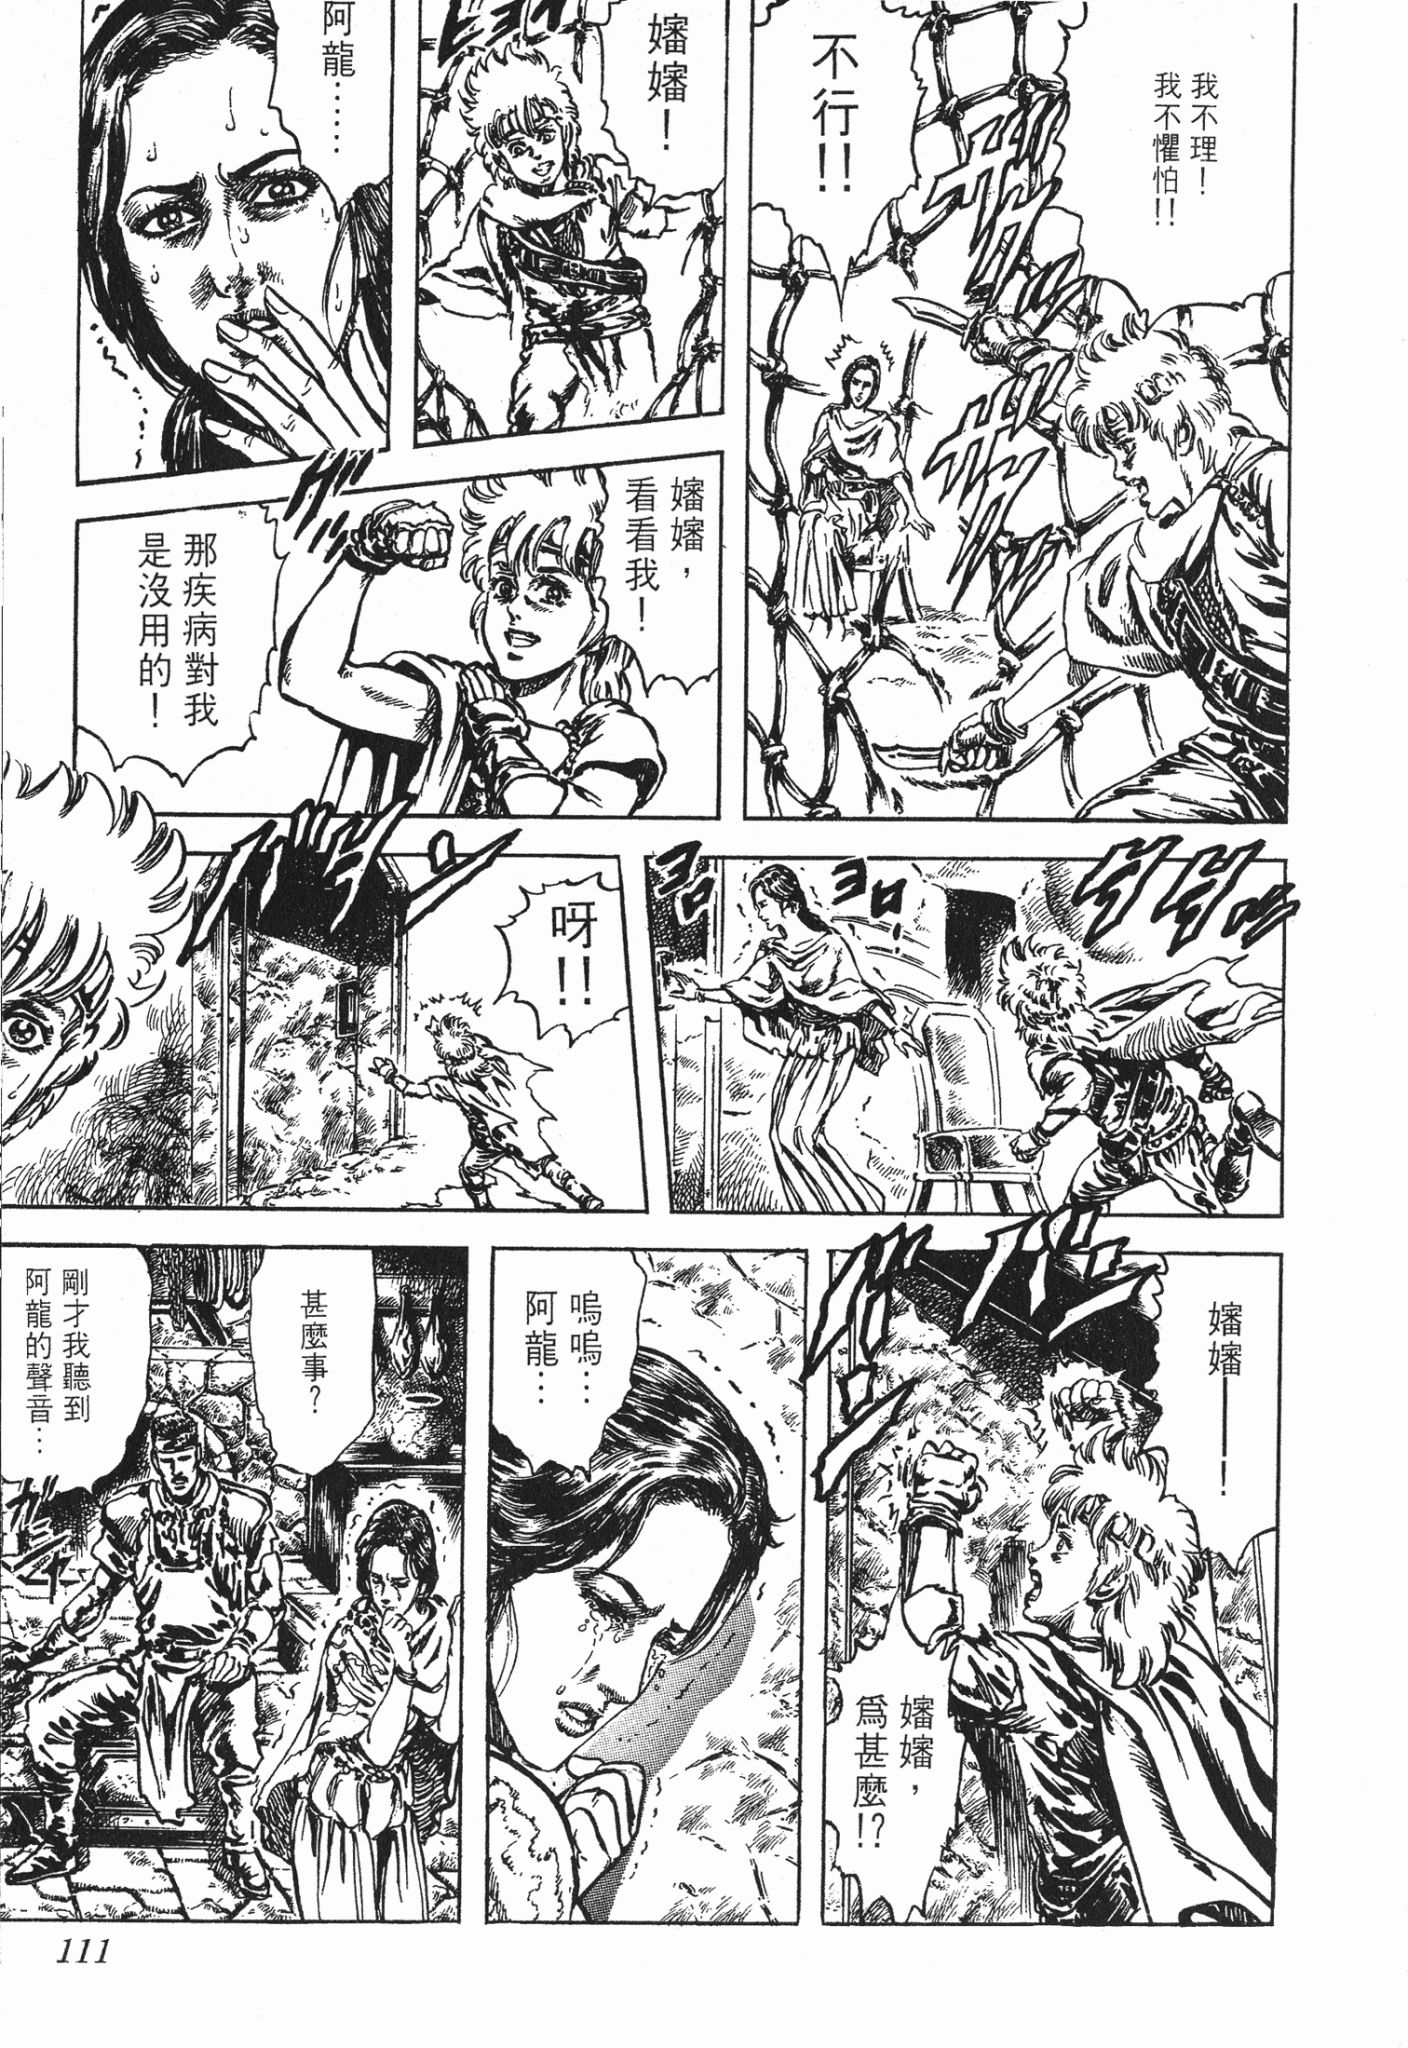 我不理！
我不懼怕!!
不行!!
嬸嬸！
阿龍……
嬸嬸，
看看我！
那疾病對我
是沒用的！
呀!!
嬸嬸——！
嬸嬸，
爲甚麼!?
嗚嗚…
阿龍…
甚麼事？
剛才我聽到
阿龍的聲音…
111